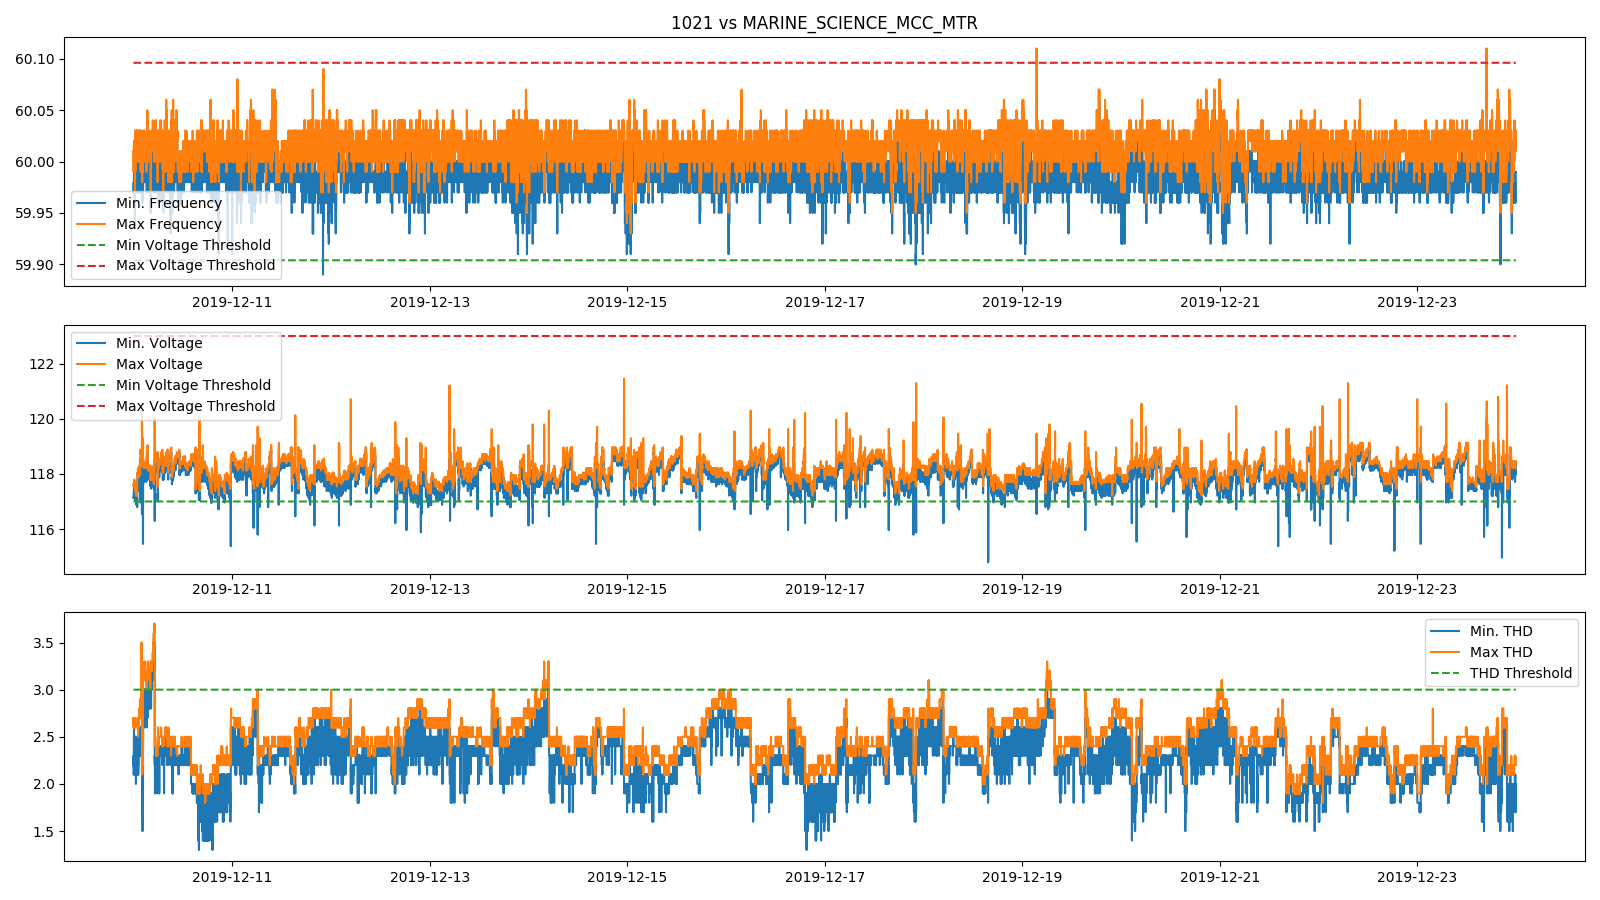 1021 vs MARINE_SCIENCE_MCC_MTR
60.10
60.05
60.00
59.95
59.90
Min. Frequency
Max Frequency
Min Voltage Threshold
Max Voltage Threshold
2019-12-11 2019-12-13 2019-12-15 2019-12-17 2019-12-19 2019-12-21 2019-12-23
122
120
118
116
Min. Voltage
Max Voltage
Min Voltage Threshold
Max Voltage Threshold
2019-12-11 2019-12-13 2019-12-15 2019-12-17 2019-12-19 2019-12-21 2019-12-23
3.5
3.0
2.5
2.0
1.5
Min. THD
Max THD
THD Threshold
2019-12-11 2019-12-13 2019-12-15 2019-12-17 2019-12-19 2019-12-21 2019-12-23